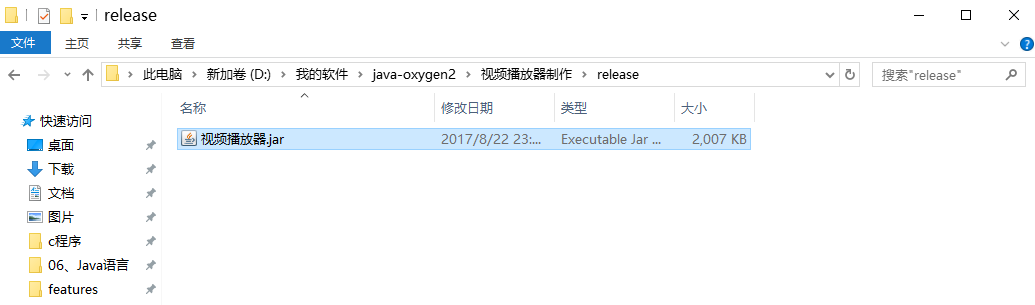 release
文件 主页 共享 查看
此电脑 新加卷 (D:) 我的软件 java-oxygen2 视频播放器制作 release 搜索"release"
名称 修改日期 类型 大小
快速访问
视频播放器.jar 2017/8/22 23:... Executable Jar ... 2,007 KB
桌面
下载
文档
图片
c程序
06、Java语言
features